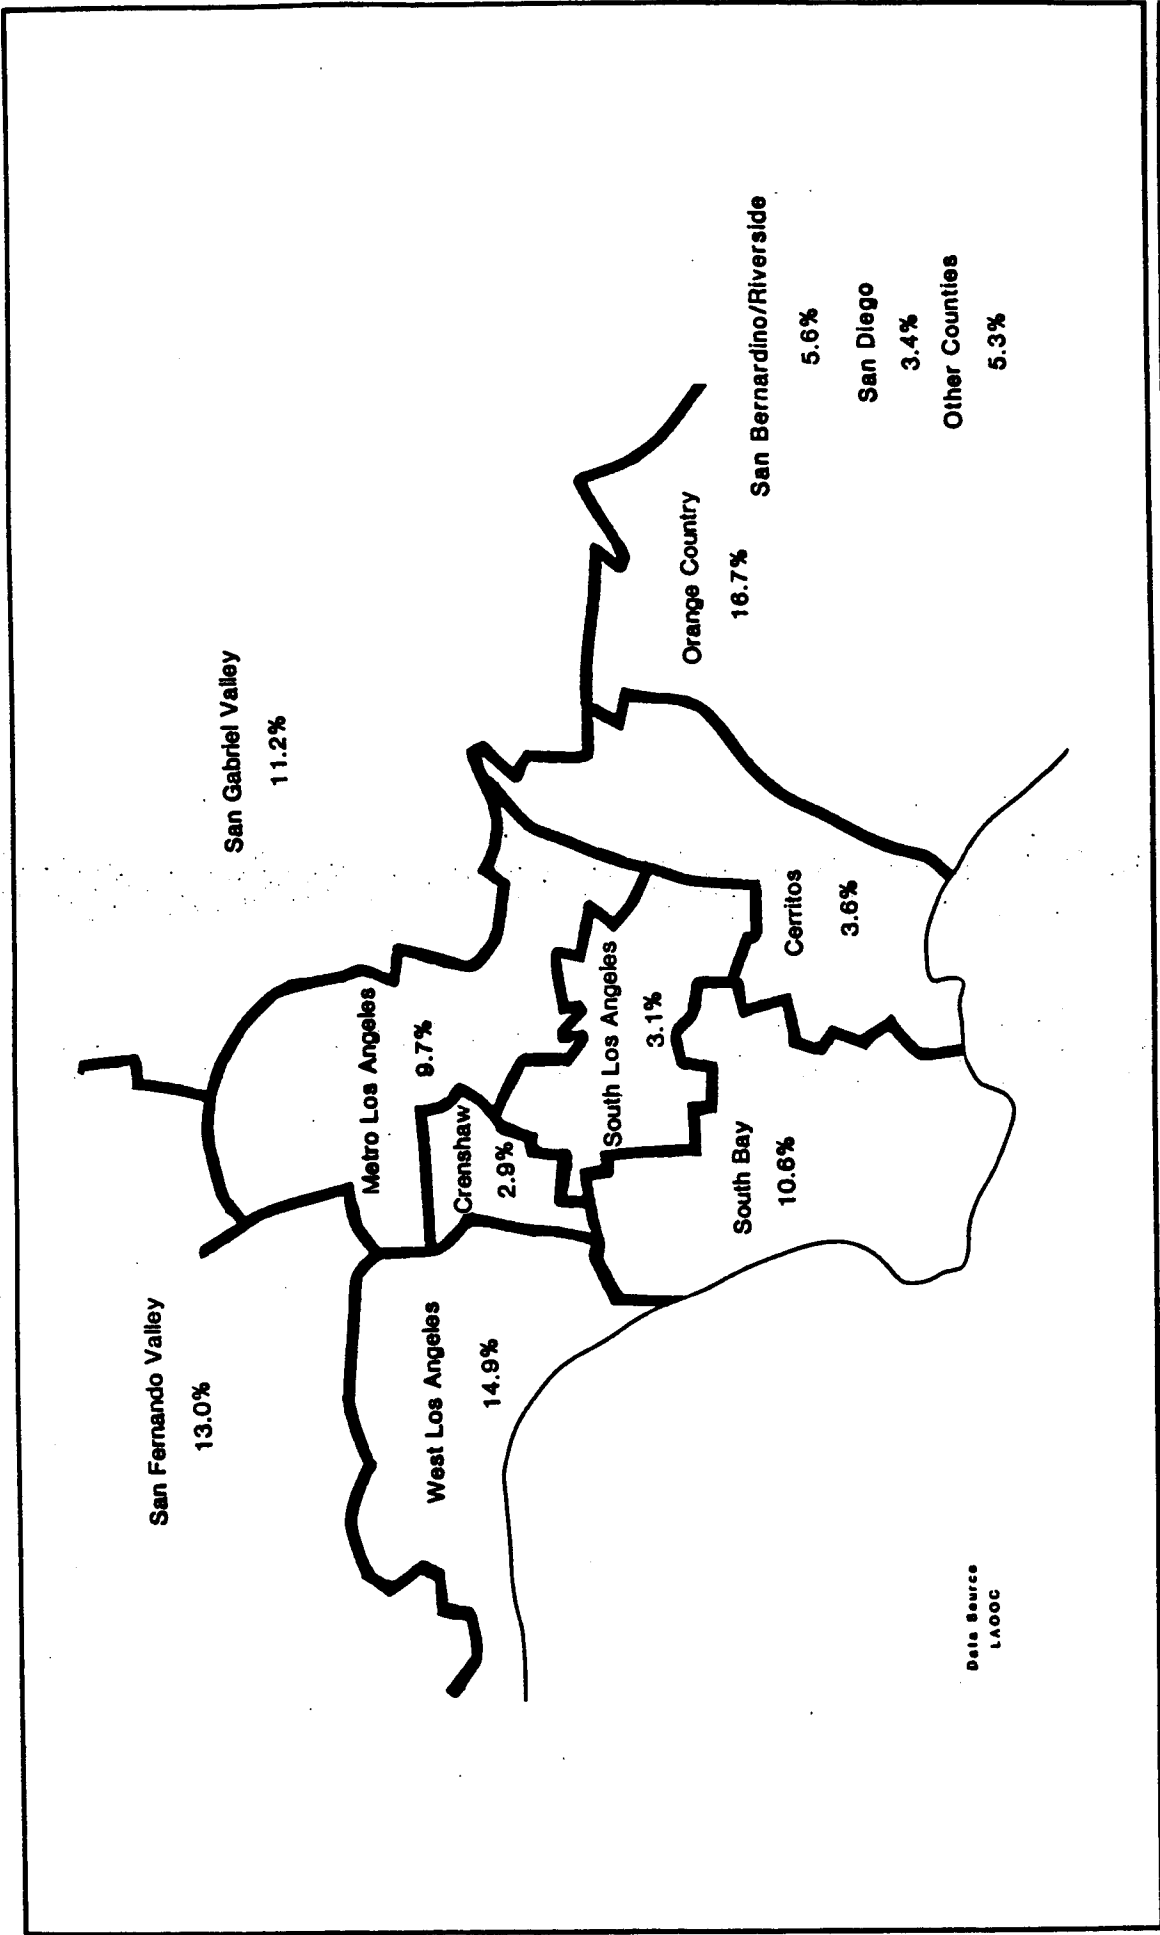 San Fernando Valley
13.0%
San Gabriel Valley
11.2%
Metro Los Angeles
9.7%
West Los Angeles
14.9%
Crenshaw
2.9%
South Los Angeles
3.1%
Orange Country
16.7%
South Bay
10.6%
Cerritos
3.6%
San Bernardino/Riverside
5.6%
San Diego
3.4%
Other Counties
5.3%
Data Source
LAOOC